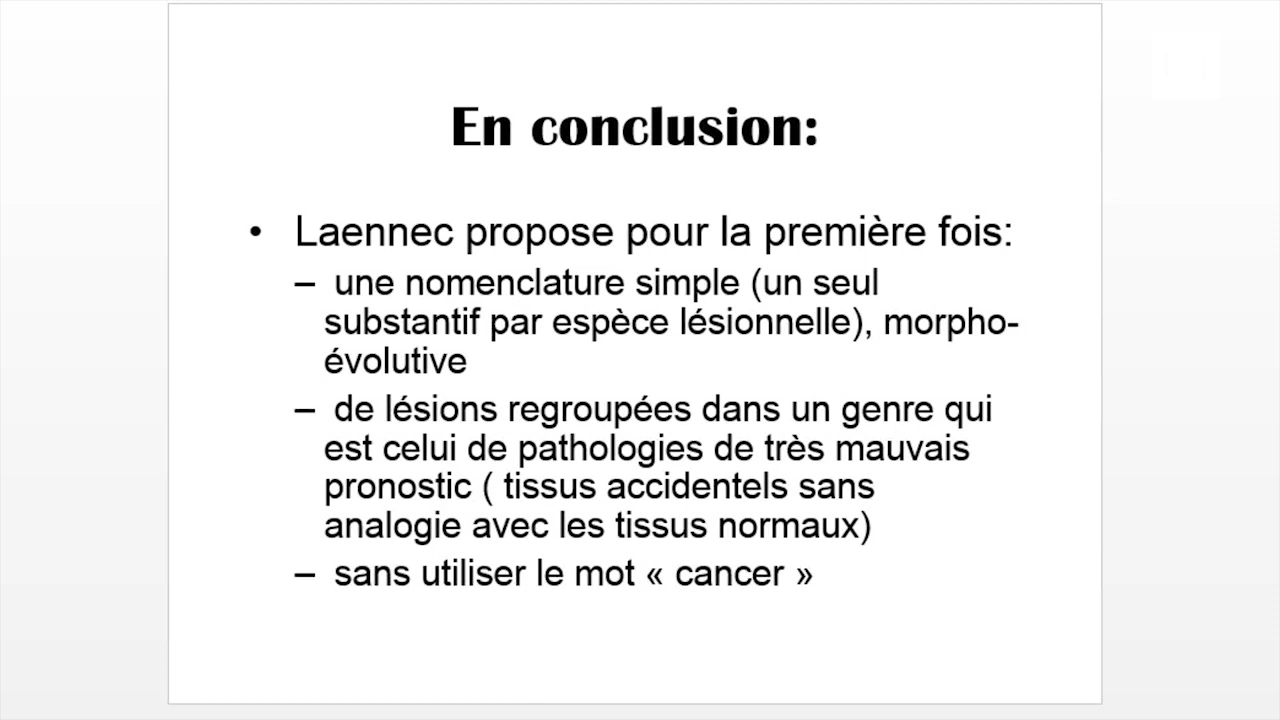 En conclusion:
• Laennec propose pour la première fois:
– une nomenclature simple (un seul
substantif par espèce lésionnelle), morpho-
évolutive
– de lésions regroupées dans un genre qui
est celui de pathologies de très mauvais
pronostic ( tissus accidentels sans
analogie avec les tissus normaux)
– sans utiliser le mot « cancer »